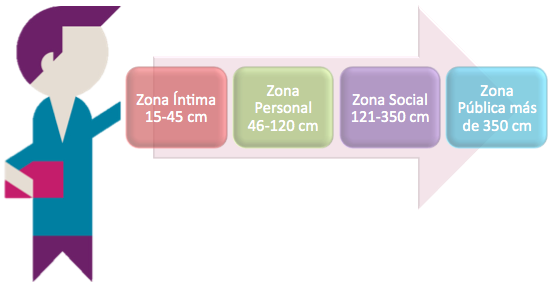 Zona Íntima
15-45 cm
Zona
Personal
46-120 cm
Zona Social
121-350 cm
Zona
Pública más
de 350 cm